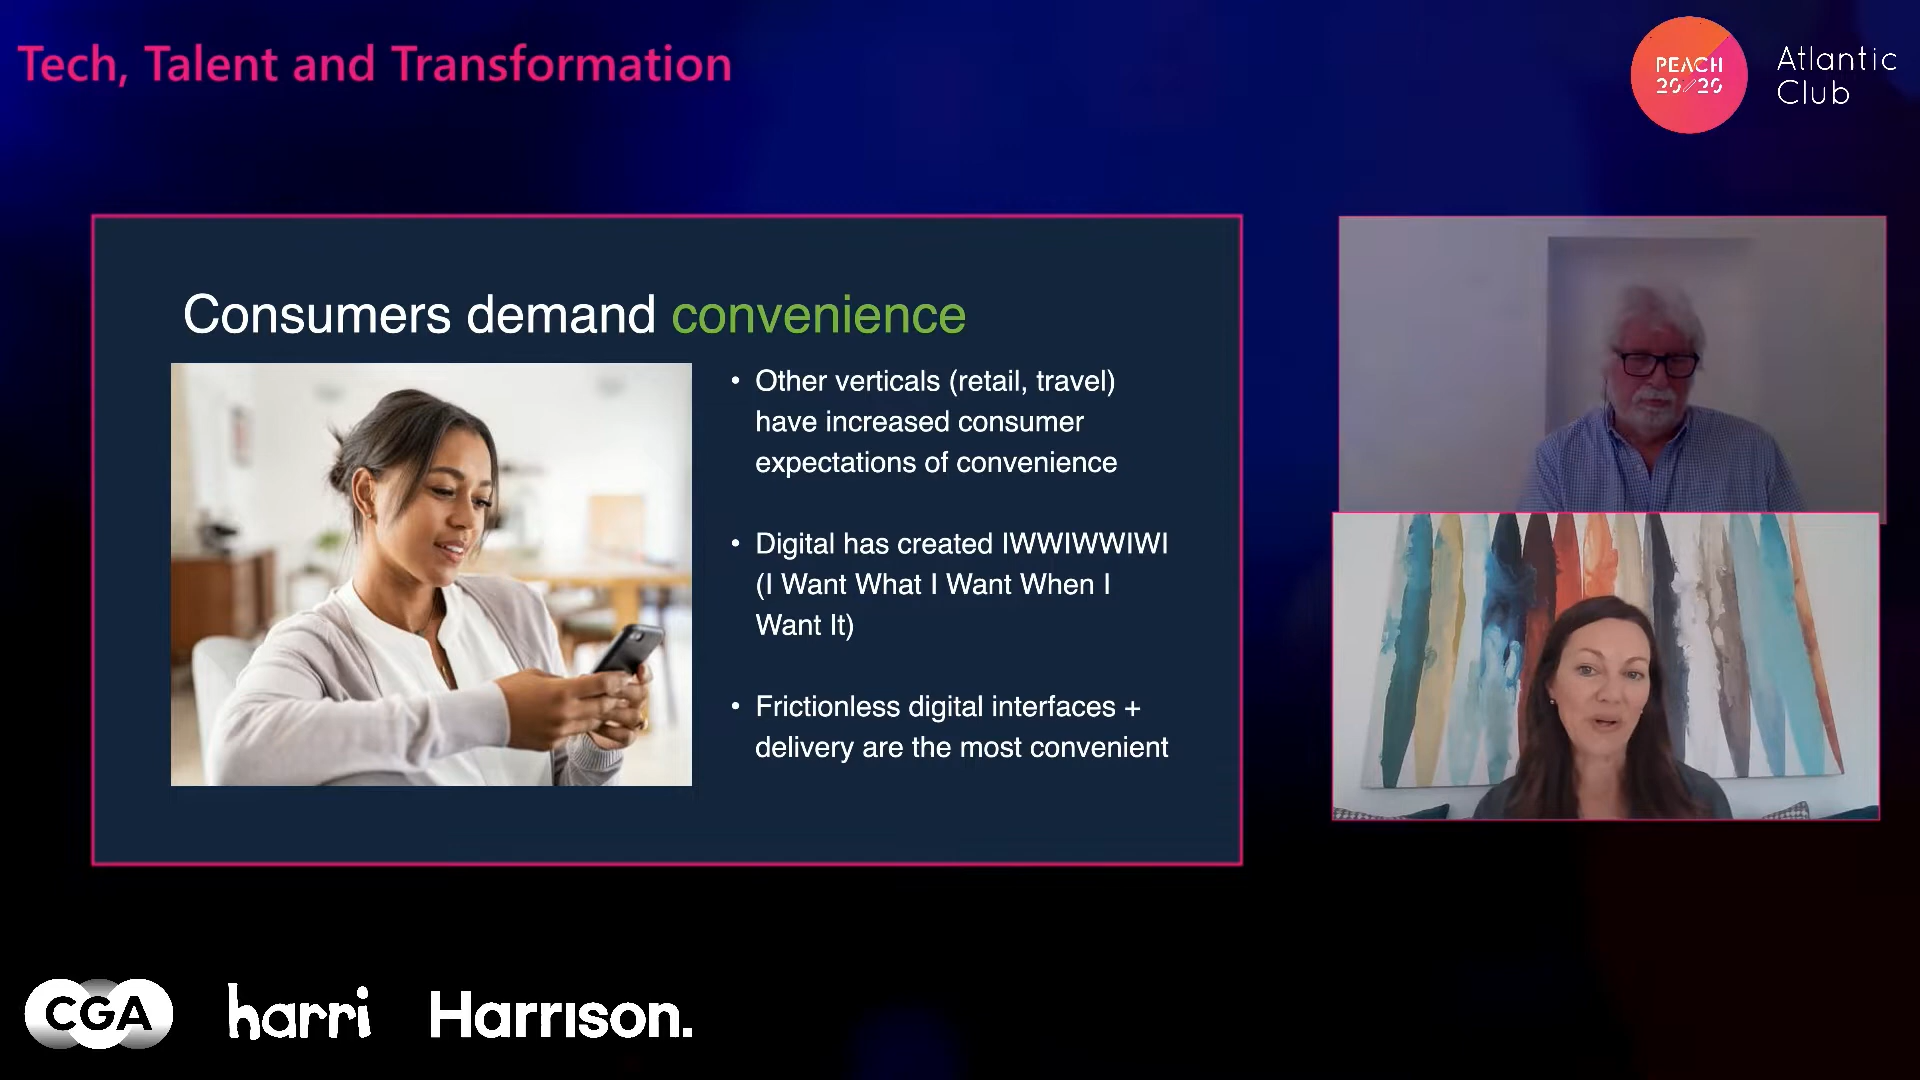 Tech, Talent and Transformation
PEACH
20//20
Atlantic
Club
Consumers demand convenience
• Other verticals (retail, travel)
have increased consumer
expectations of convenience
• Digital has created IWWIWWIWI
(I Want What I Want When I
Want It)
• Frictionless digital interfaces +
delivery are the most convenient
CGA
harri
Harrison.